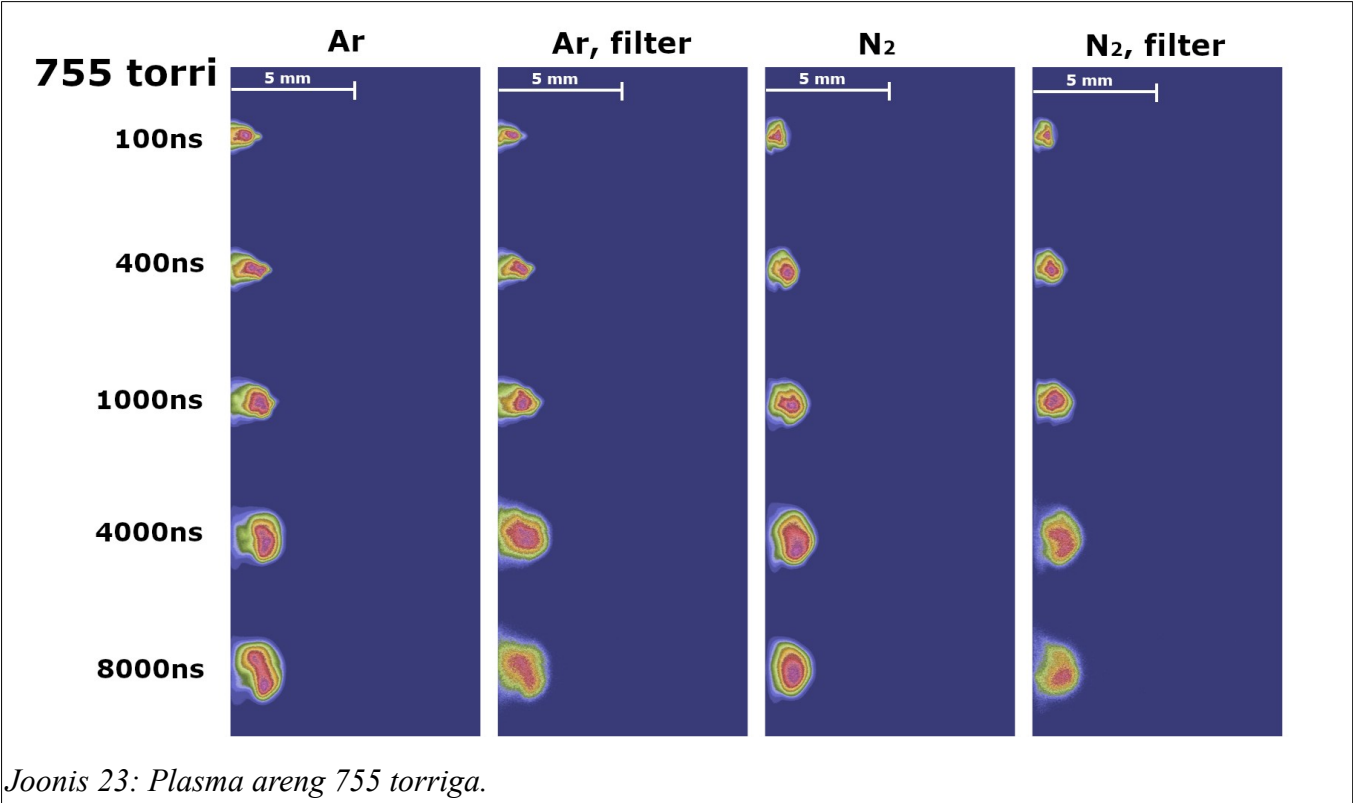 Ar
Ar, filter
N₂
N₂, filter
755 torri
5 mm
5 mm
5 mm
5 mm
100ns
400ns
1000ns
4000ns
8000ns
Joonis 23: Plasma areng 755 torriga.